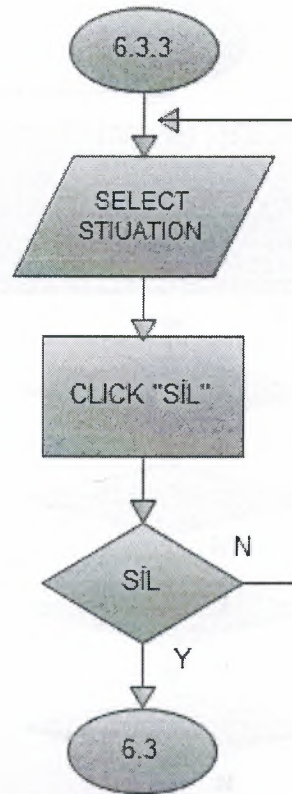 6.3.3
SELECT
STIUATION
CLICK "SİL"
SİL
N
Y
6.3